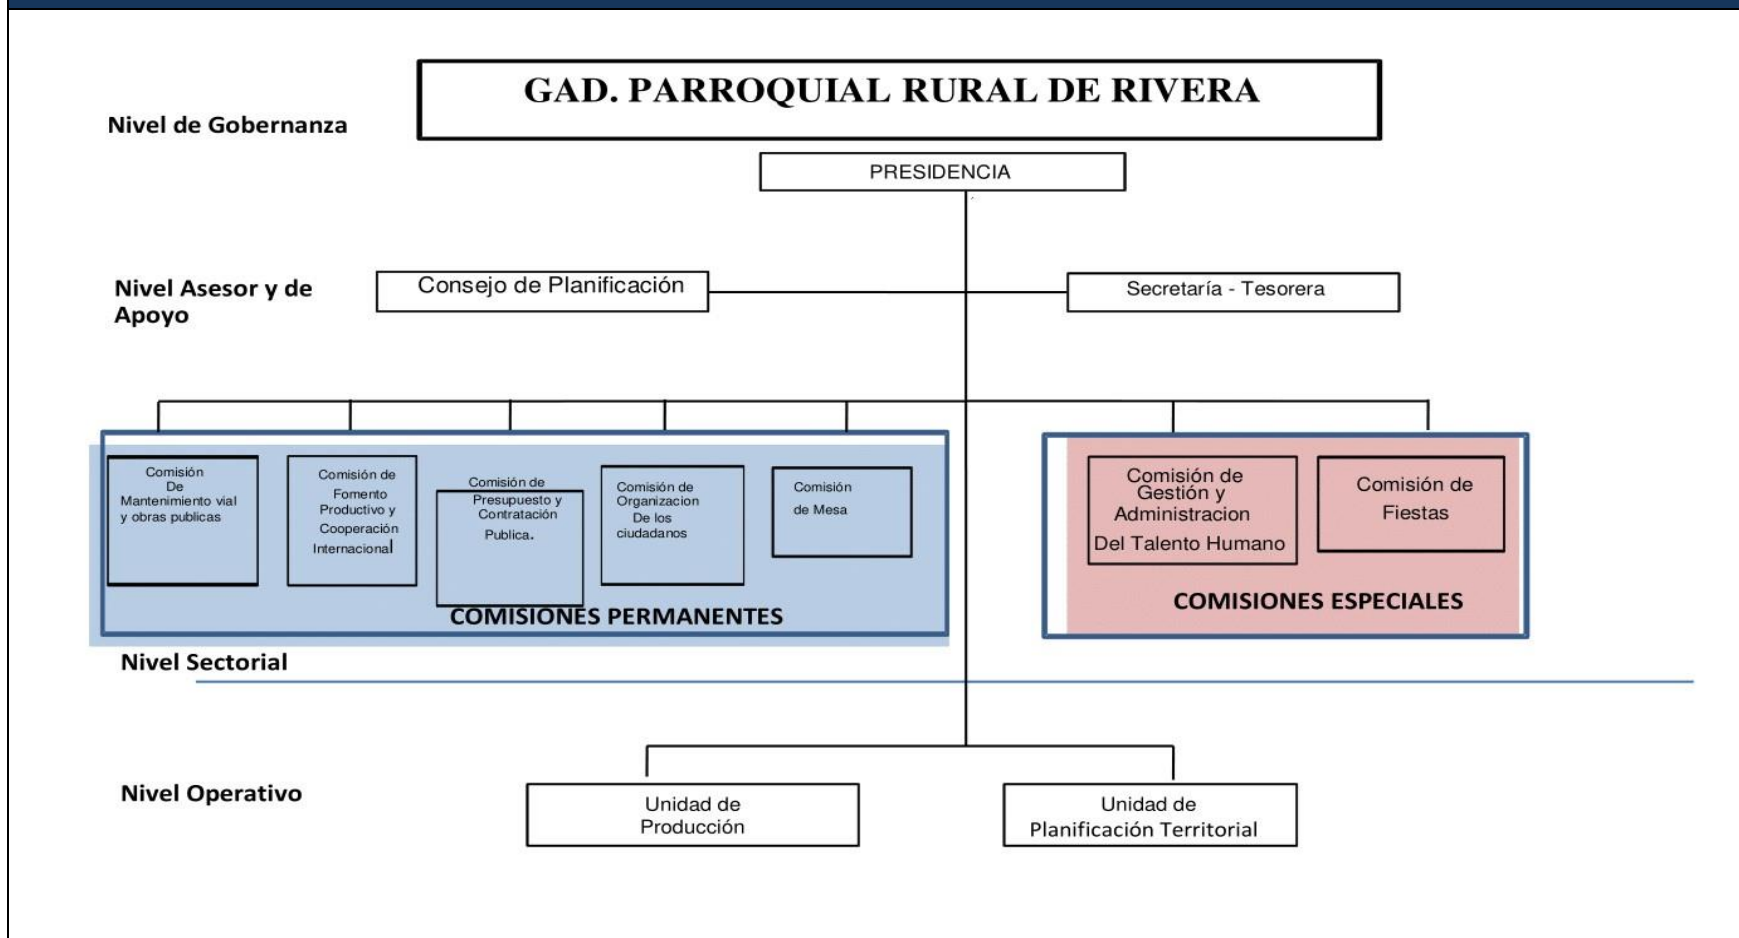 GAD. PARROQUIAL RURAL DE RIVERA
Nivel de Gobernanza
PRESIDENCIA
Nivel Asesor y de
Apoyo
Consejo de Planificación
Secretaría - Tesorera
Comisión
De
Mantenimiento vial
y obras publicas
Comisión de
Fomento
Productivo y
Cooperación
Internacional
Comisión de
Presupuesto y
Contratación
Publica.
Comisión de
Organizacion
De los
ciudadanos
Comisión
de Mesa
COMISIONES PERMANENTES
Comisión de
Gestión y
Administracion
Del Talento Humano
Comisión de
Fiestas
COMISIONES ESPECIALES
Nivel Sectorial
Nivel Operativo
Unidad de
Producción
Unidad de
Planificación Territorial